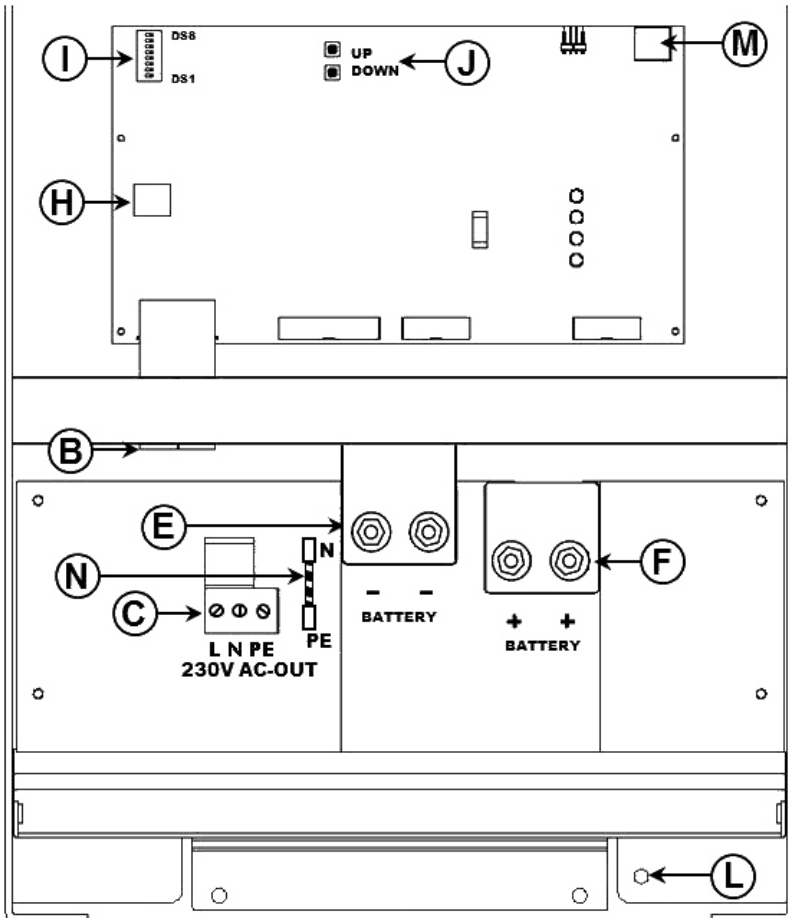 DS8
I
DS1
UP
DOWN
J
M
H
B
E
N
N
C
PE
L N PE
230V AC-OUT
- -
BATTERY
F
+ +
BATTERY
L